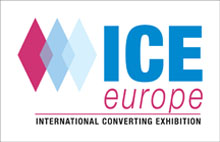 ICE
europe
INTERNATIONAL CONVERTING EXHIBITION